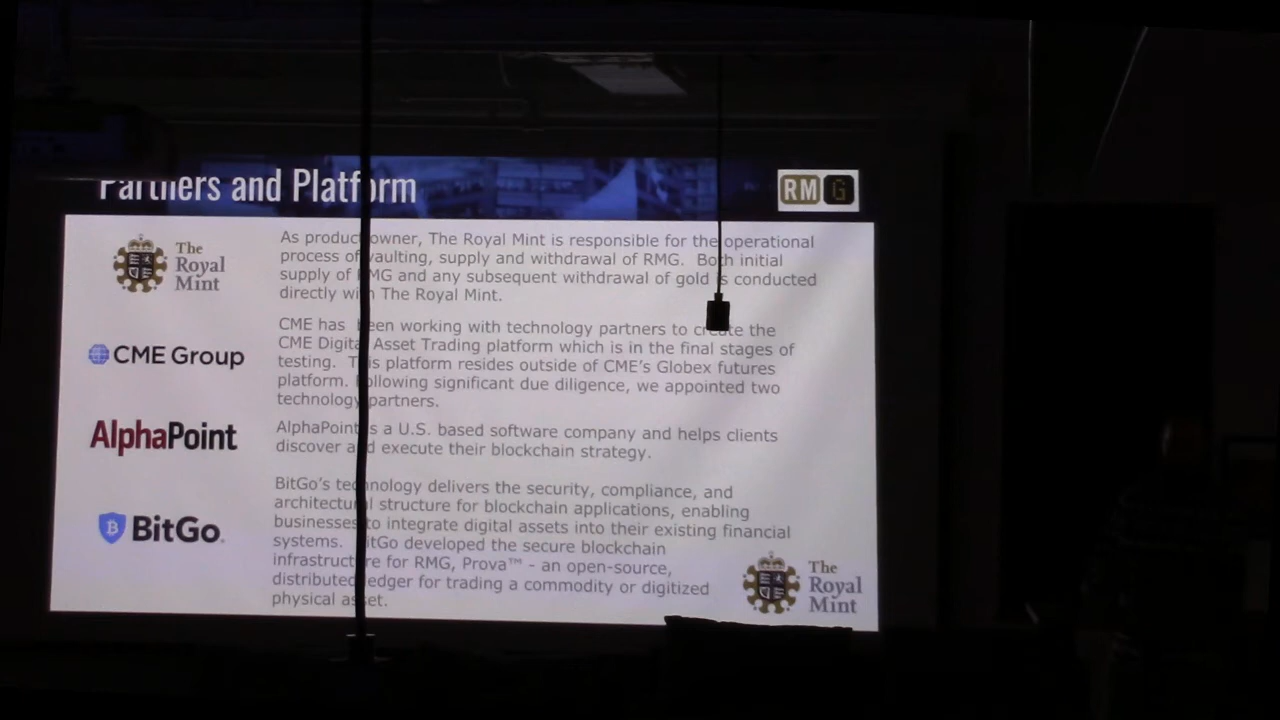 Partners and Platform
RM G
The
Royal
Mint
As product owner, The Royal Mint is responsible for the operational
process of vaulting, supply and withdrawal of RMG. Both initial
supply of RMG and any subsequent withdrawal of gold is conducted
directly with The Royal Mint.
CME Group
CME has been working with technology partners to create the
CME Digital Asset Trading platform which is in the final stages of
testing. This platform resides outside of CME's Globex futures
platform. Following significant due diligence, we appointed two
technology partners.
AlphaPoint
AlphaPoint is a U.S. based software company and helps clients
discover and execute their blockchain strategy.
BitGo
BitGo's technology delivers the security, compliance, and
architectural structure for blockchain applications, enabling
businesses to integrate digital assets into their existing financial
systems. BitGo developed the secure blockchain
infrastructure for RMG, Prova™ - an open-source,
distributed ledger for trading a commodity or digitized
physical asset.
The
Royal
Mint